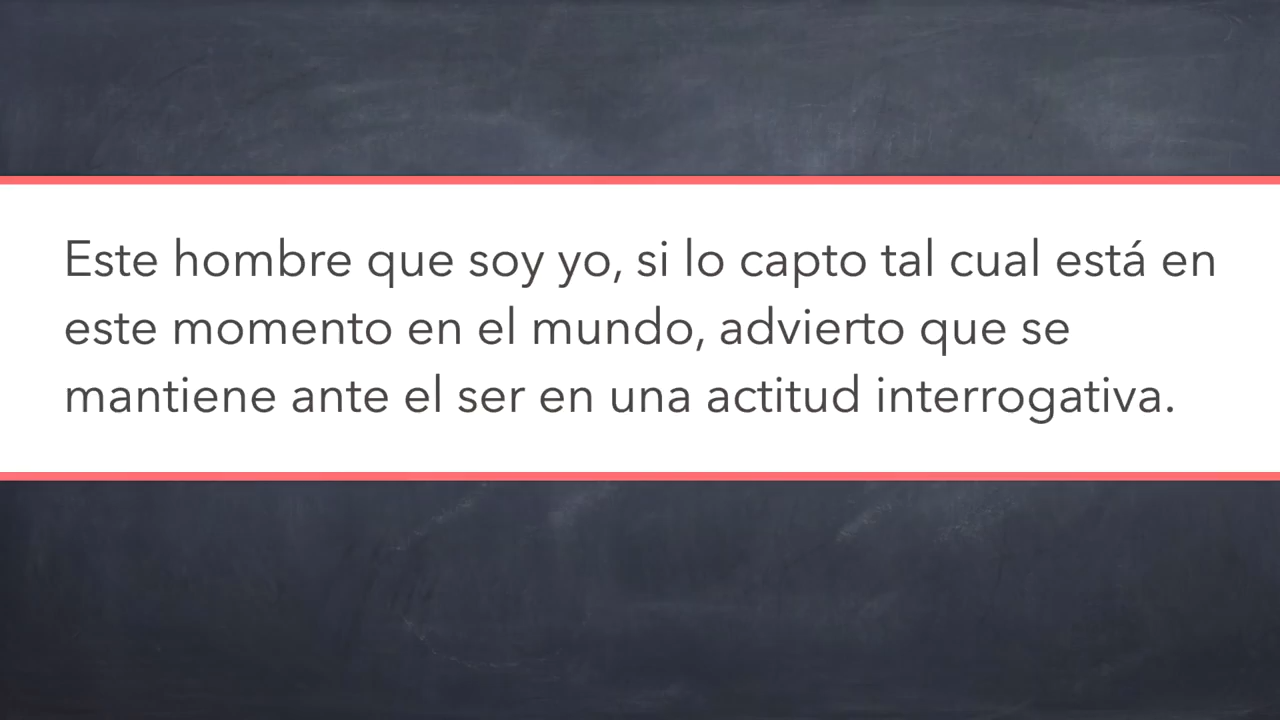 Este hombre que soy yo, si lo capto tal cual está en
este momento en el mundo, advierto que se
mantiene ante el ser en una actitud interrogativa.